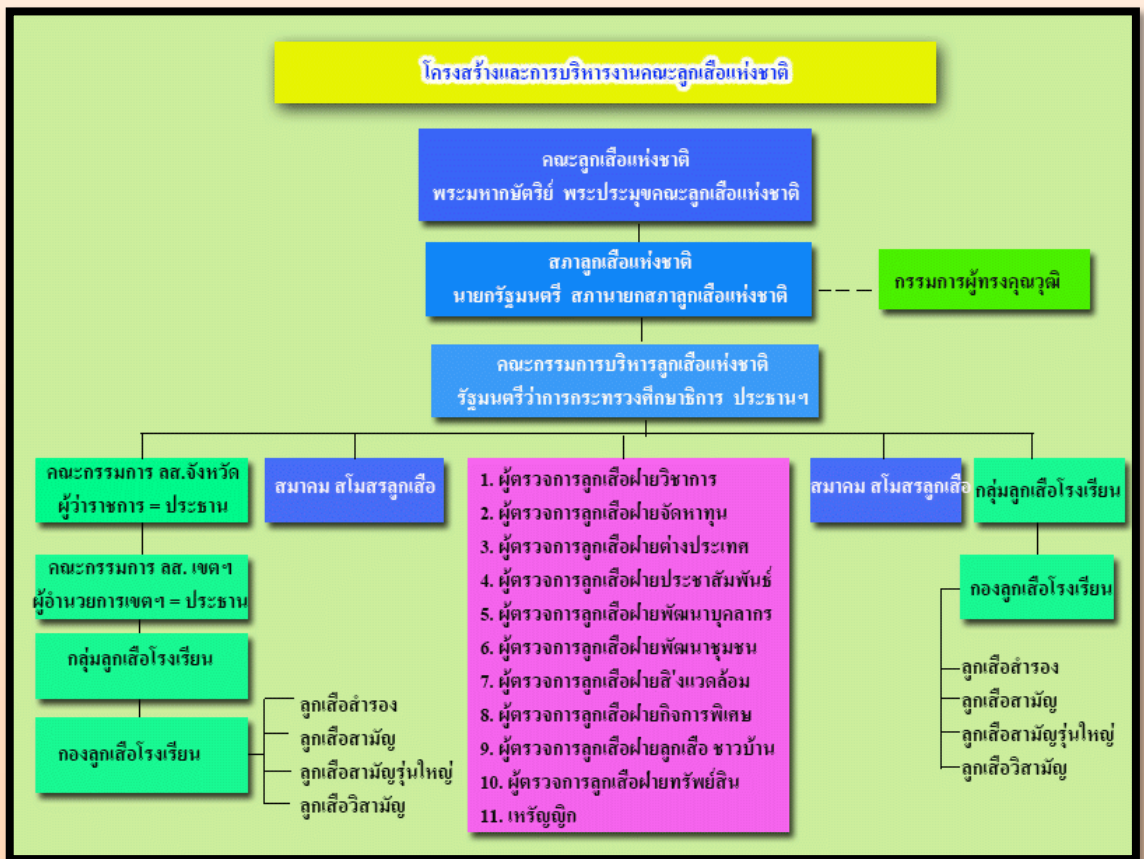 โครงสร้างและการบริหารงานคณะลูกเสือแห่งชาติ
คณะลูกเสือแห่งชาติ
พระมหากษัตริย์ พระประมุขคณะลูกเสือแห่งชาติ
สภาลูกเสือแห่งชาติ
นายกรัฐมนตรี สภานายกสภาลูกเสือแห่งชาติ
กรรมการผู้ทรงคุณวุฒิ
คณะกรรมการบริหารลูกเสือแห่งชาติ
รัฐมนตรีว่าการกระทรวงศึกษาธิการ ประธานฯ
คณะกรรมการ ลส.จังหวัด
ผู้ว่าราชการ = ประธาน
คณะกรรมการ ลส. เขตฯ
ผู้อำนวยการเขตฯ = ประธาน
กลุ่มลูกเสือโรงเรียน
กองลูกเสือโรงเรียน
ลูกเสือสำรอง
ลูกเสือสามัญ
ลูกเสือสามัญรุ่นใหญ่
ลูกเสือวิสามัญ
สมาคม สโมสรลูกเสือ
1. ผู้ตรวจการลูกเสือฝ่ายวิชาการ
2. ผู้ตรวจการลูกเสือฝ่ายจัดหาทุน
3. ผู้ตรวจการลูกเสือฝ่ายต่างประเทศ
4. ผู้ตรวจการลูกเสือฝ่ายประชาสัมพันธ์
5. ผู้ตรวจการลูกเสือฝ่ายพัฒนาบุคลากร
6. ผู้ตรวจการลูกเสือฝ่ายพัฒนาชุมชน
7. ผู้ตรวจการลูกเสือฝ่ายสิ่งแวดล้อม
8. ผู้ตรวจการลูกเสือฝ่ายกิจการพิเศษ
9. ผู้ตรวจการลูกเสือฝ่ายลูกเสือ ชาวบ้าน
10. ผู้ตรวจการลูกเสือฝ่ายทรัพย์สิน
11. เหรัญญิก
สมาคม สโมสรลูกเสือ
กลุ่มลูกเสือโรงเรียน
กองลูกเสือโรงเรียน
ลูกเสือสำรอง
ลูกเสือสามัญ
ลูกเสือสามัญรุ่นใหญ่
ลูกเสือวิสามัญ